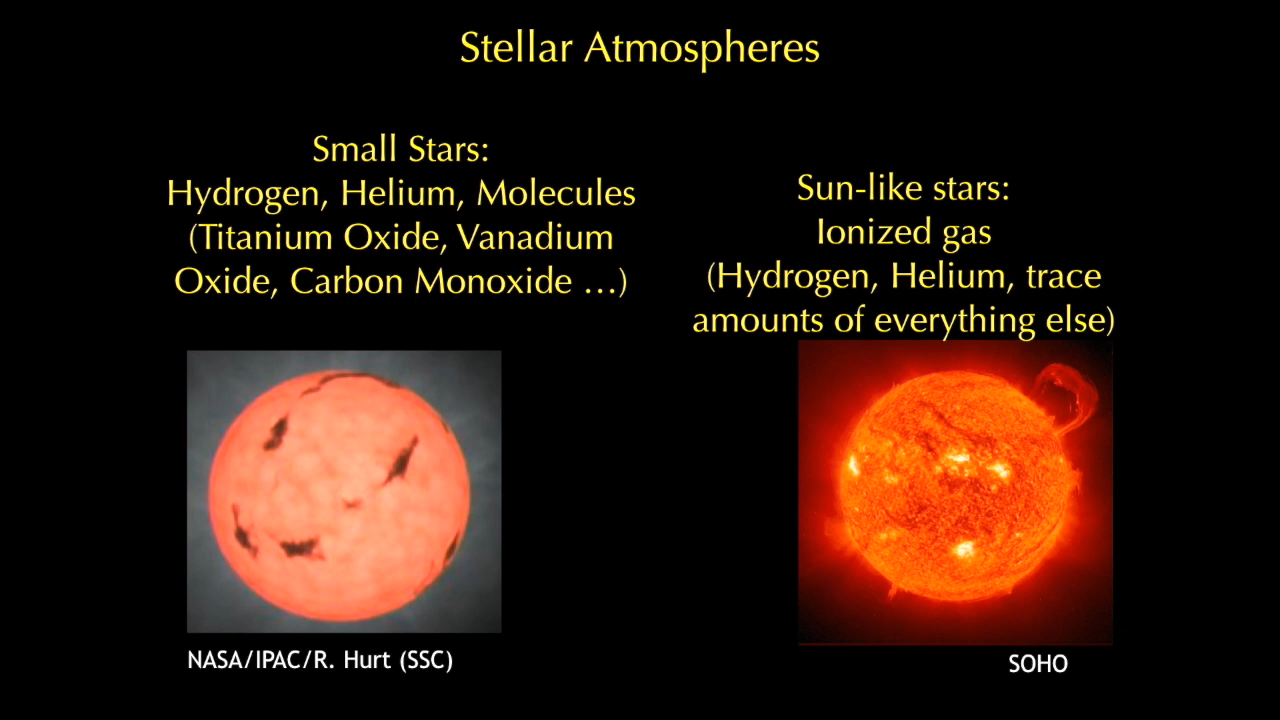 Stellar Atmospheres
Small Stars:
Hydrogen, Helium, Molecules
(Titanium Oxide, Vanadium
Oxide, Carbon Monoxide …)
Sun-like stars:
Ionized gas
(Hydrogen, Helium, trace
amounts of everything else)
NASA/IPAC/R. Hurt (SSC)
SOHO